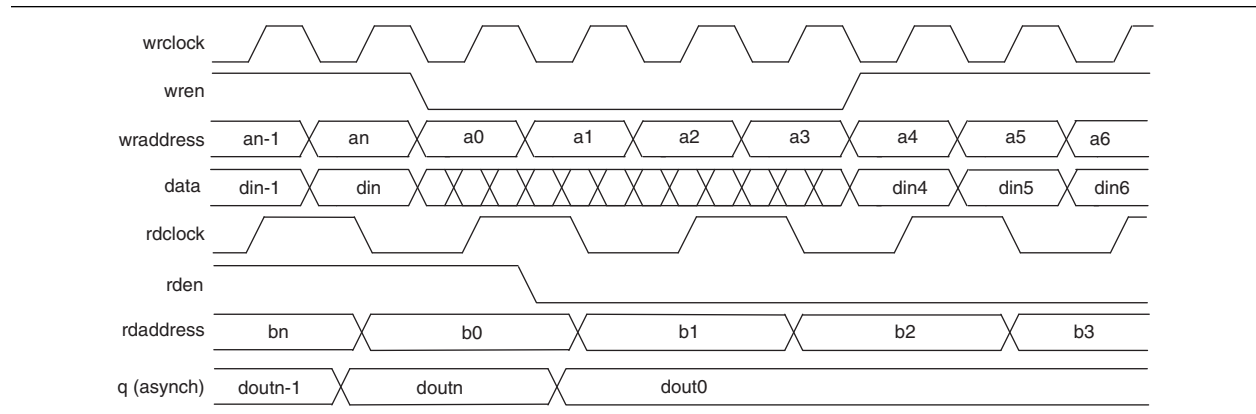 wrclock
wren
wraddress an-1 an a0 a1 a2 a3 a4 a5 a6
data din-1 din din4 din5 din6
rdclock
rden
rdaddress bn b0 b1 b2 b3
q (asynch) doutn-1 doutn dout0